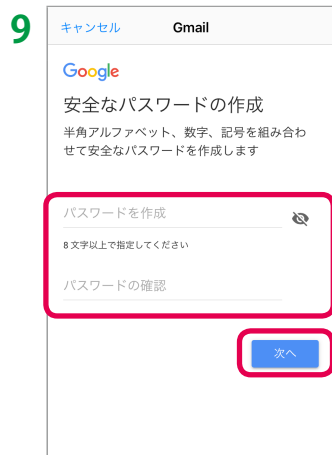 9
キャンセル Gmail
Google
安全なパスワードの作成
半角アルファベット、数字、記号を組み合わ
せて安全なパスワードを作成します
パスワードを作成
8 文字以上で指定してください
パスワードの確認
次へ